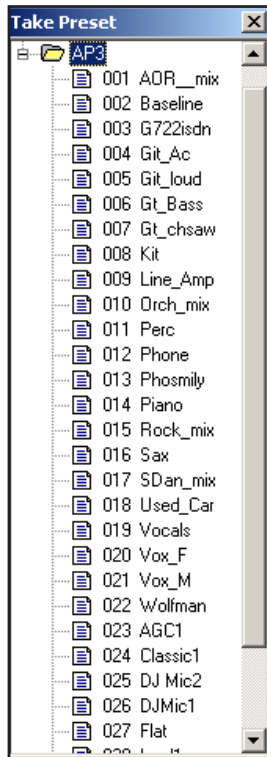 Take Preset
AP3
001 AOR__mix
002 Baseline
003 G722isdn
004 Git_Ac
005 Git_loud
006 Gt_Bass
007 Gt_chsaw
008 Kit
009 Line_Amp
010 Orch_mix
011 Perc
012 Phone
013 Phosmily
014 Piano
015 Rock_mix
016 Sax
017 SDan_mix
018 Used_Car
019 Vocals
020 Vox_F
021 Vox_M
022 Wolfman
023 AGC1
024 Classic1
025 DJ Mic2
026 DJMic1
027 Flat